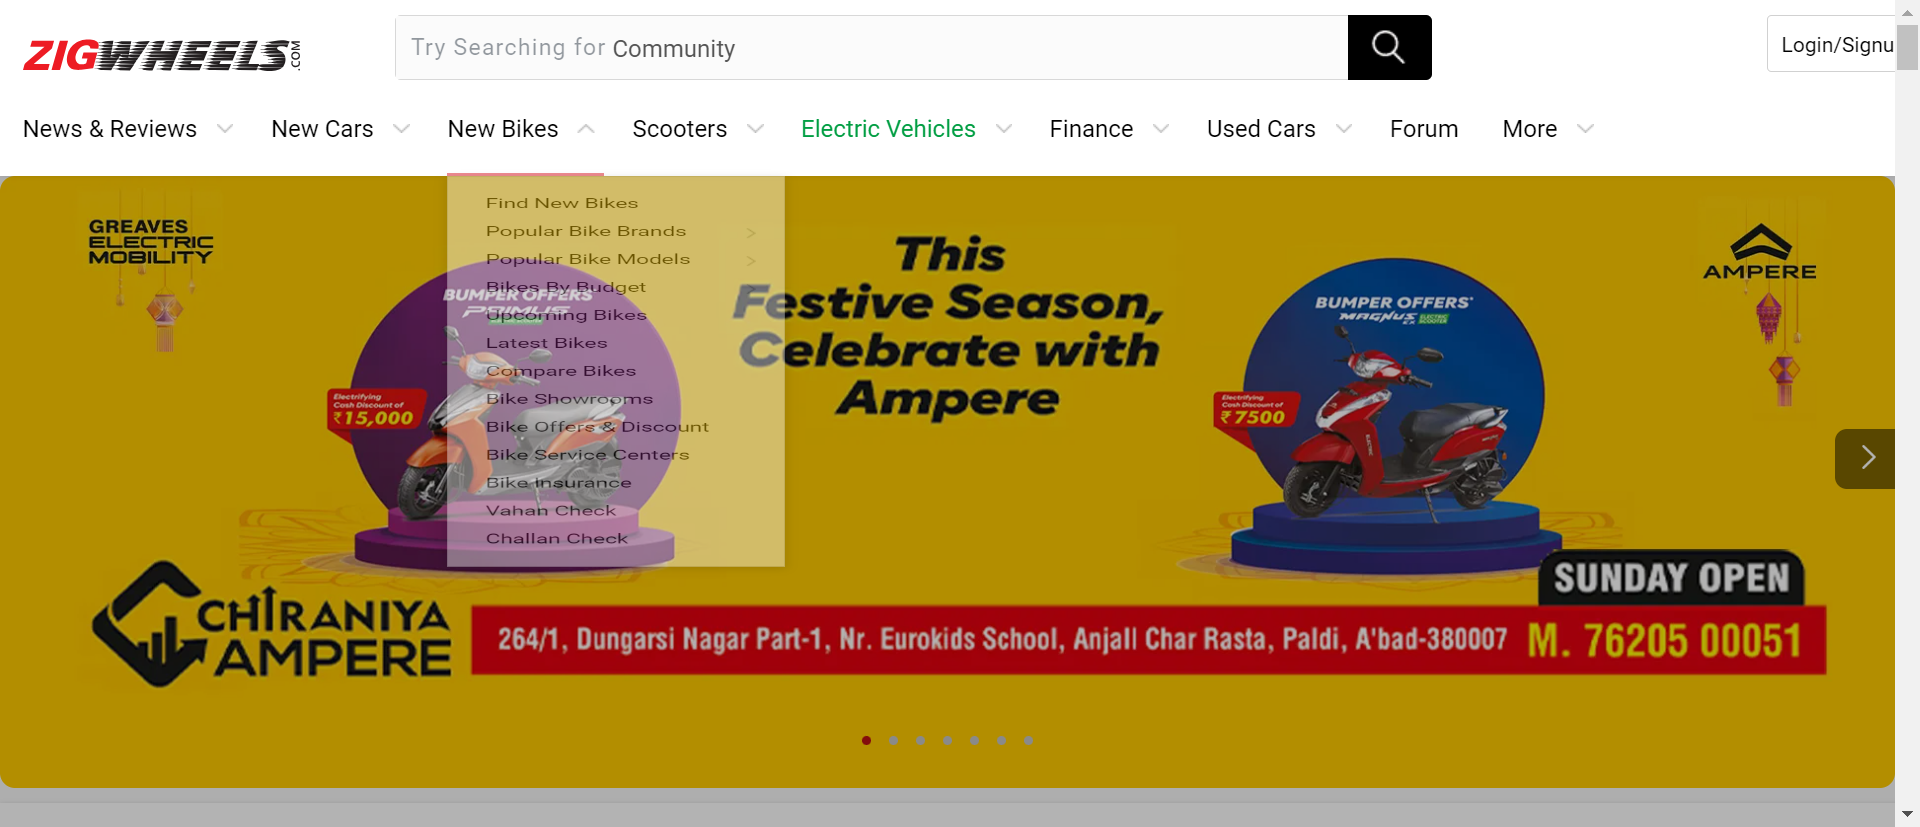 ZIGWHEELS.COM
Try Searching for Community
Login/Signu
News & Reviews
New Cars
New Bikes
Scooters
Electric Vehicles
Finance
Used Cars
Forum
More
Find New Bikes
Popular Bike Brands >
Popular Bike Models >
Bikes By Budget
Upcoming Bikes
Latest Bikes
Compare Bikes
Bike Showrooms
Bike Offers & Discount
Bike Service Centers
Bike Insurance
Vahan Check
Challan Check
GREAVES
ELECTRIC
MOBILITY
BUMPER OFFERS
PRIMUS
Electrifying
Cash Discount of
₹15,000
This
Festive Season,
Celebrate with
Ampere
BUMPER OFFERS*
MAGNUS EX ELECTRIC SCOOTER
Electrifying
Cash Discount of
₹7500
AMPERE
CHIRANIYA
AMPERE
SUNDAY OPEN
264/1, Dungarsi Nagar Part-1, Nr. Eurokids School, Anjall Char Rasta, Paldi, A'bad-380007 M. 76205 00051